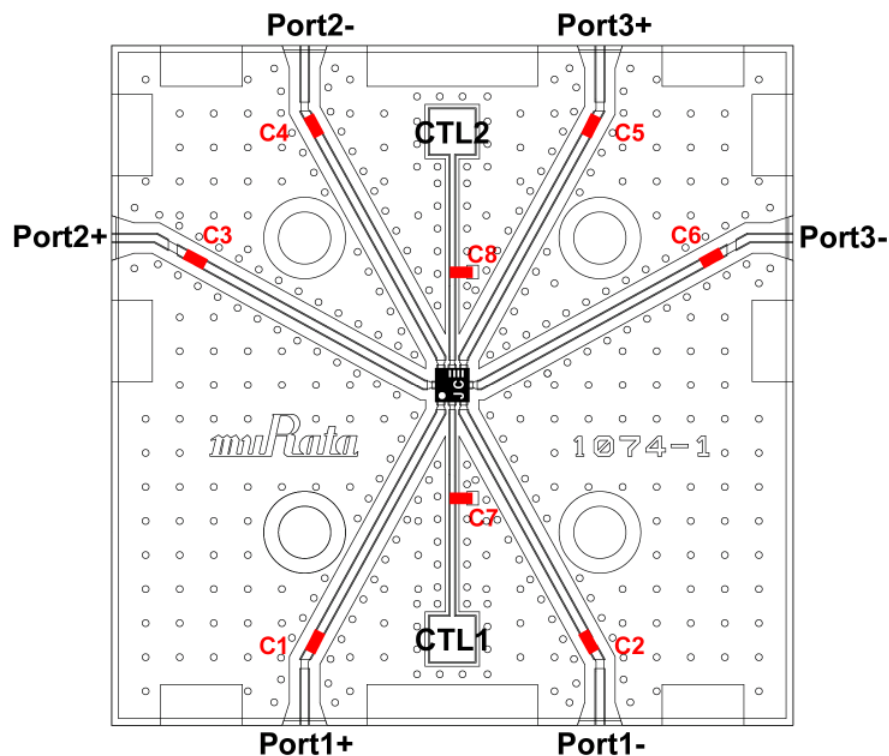 Port2-
Port3+
C4
CTL2
C5
Port2+
C3
C6
Port3-
C8
JC
muRata
1074-1
C7
C1
CTL1
C2
Port1+
Port1-